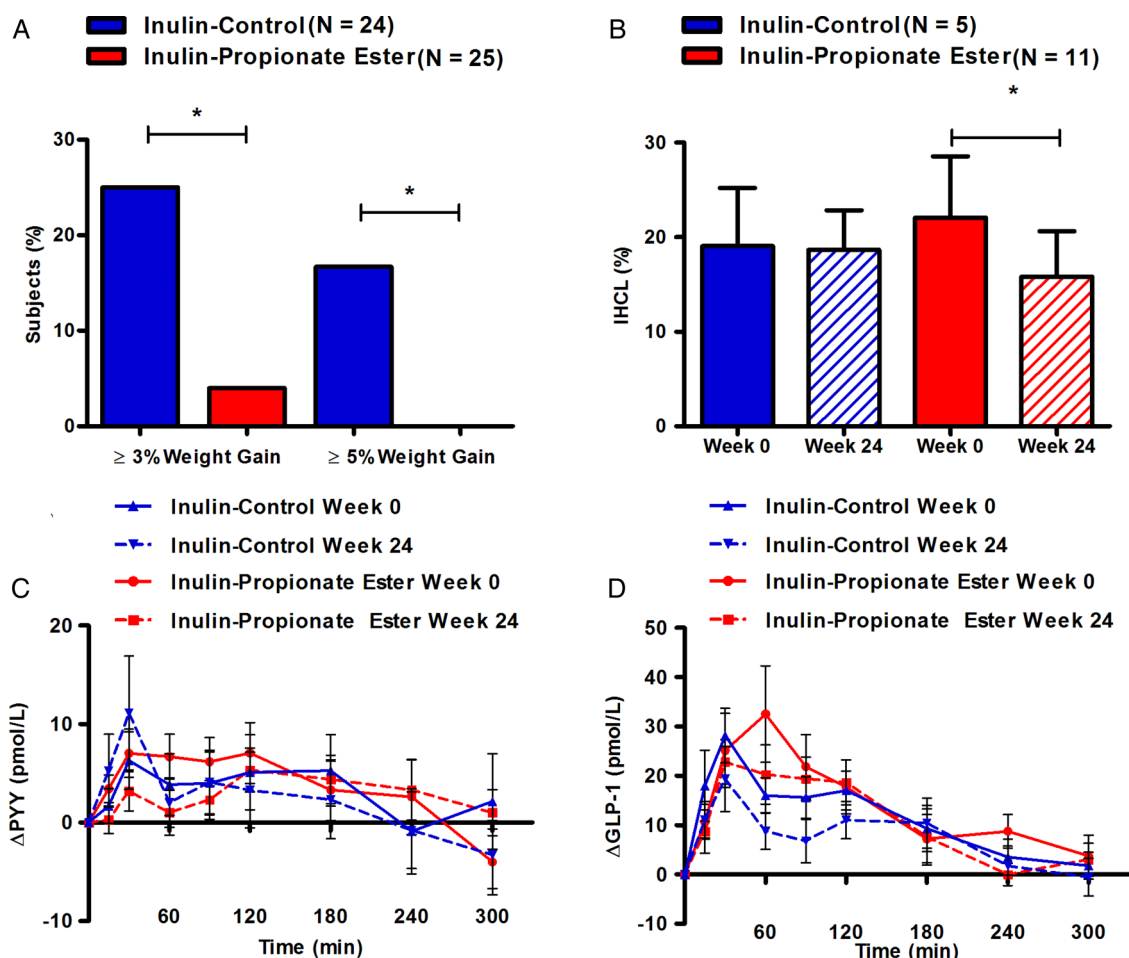 A
Inulin-Control(N = 24)
Inulin-Propionate Ester(N = 25)
*
*
30
20
10
0
Subjects (%)
≥ 3%Weight Gain
≥ 5%Weight Gain
B
Inulin-Control(N = 5)
Inulin-Propionate Ester(N = 11)
*
30
20
10
0
IHCL (%)
Week 0
Week 24
Week 0
Week 24
C
Inulin-Control Week 0
Inulin-Control Week 24
Inulin-Propionate Ester Week 0
Inulin-Propionate Ester Week 24
20
10
0
-10
ΔPYY (pmol/L)
60
120
180
240
300
Time (min)
D
Inulin-Control Week 0
Inulin-Control Week 24
Inulin-Propionate Ester Week 0
Inulin-Propionate Ester Week 24
50
40
30
20
10
0
-10
ΔGLP-1 (pmol/L)
60
120
180
240
300
Time (min)